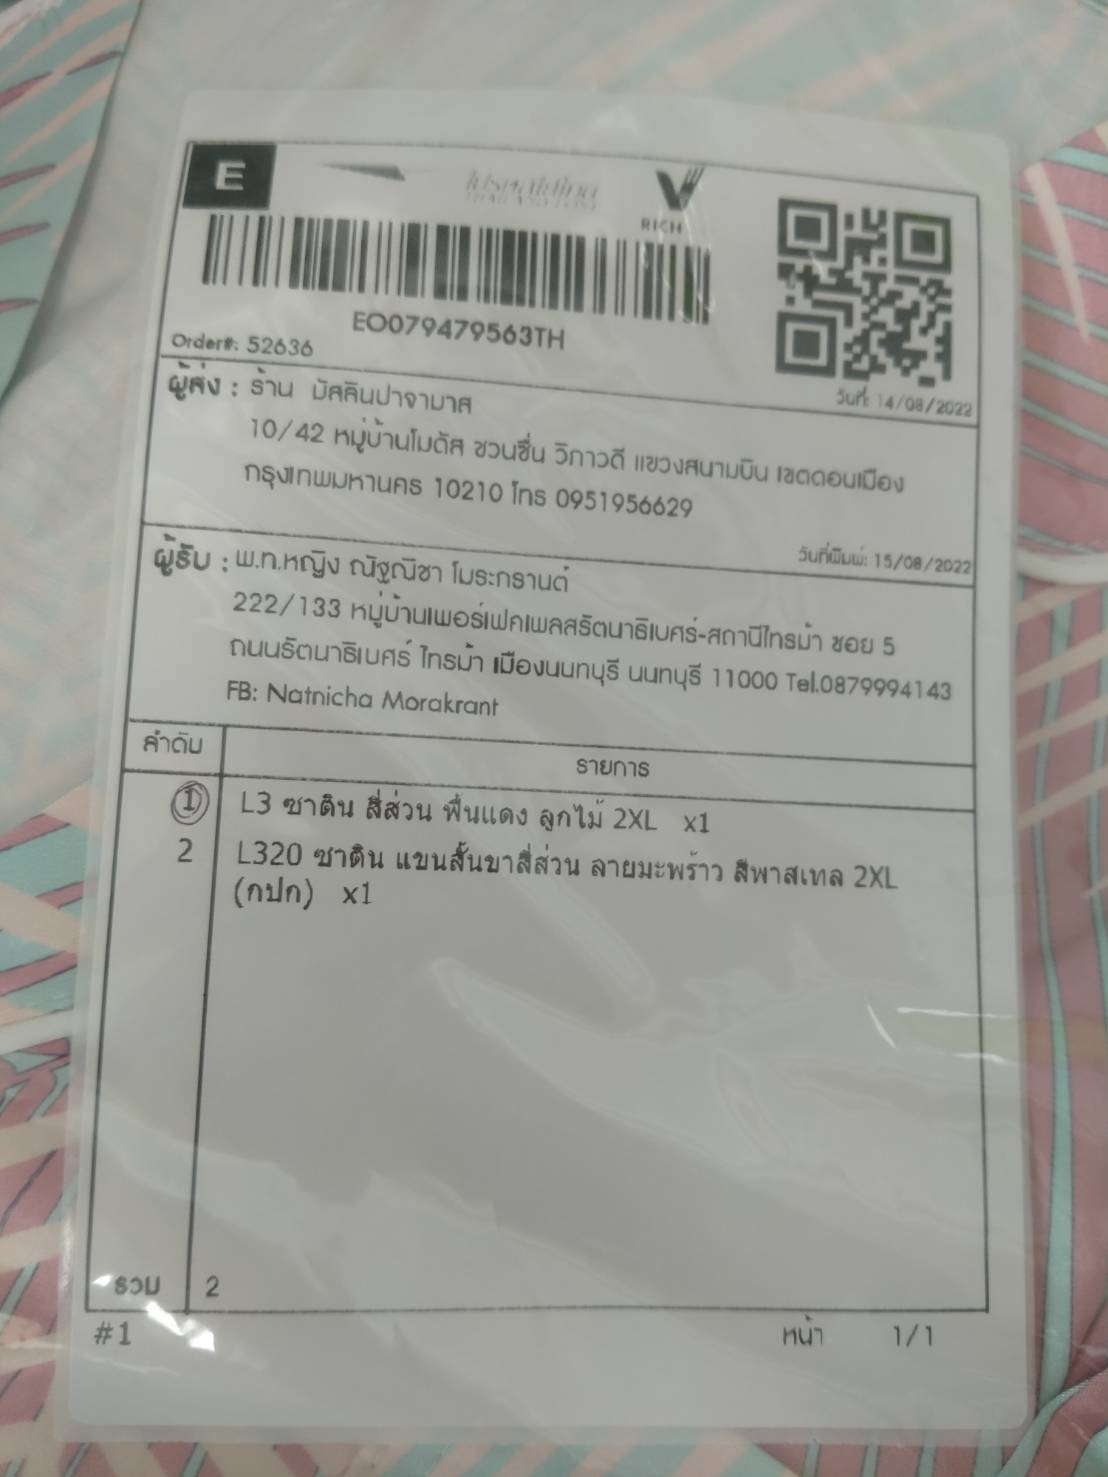 E
ไปรษณีย์ไทย
THAILAND POST
RICH
EO079479563TH
Order#: 52636
วันที่: 14/08/2022
ผู้ส่ง : ร้าน มัสลินปาจามาส
10/42 หมู่บ้านโมดัส ชวนชื่น วิภาวดี แขวงสนามบิน เขตดอนเมือง
กรุงเทพมหานคร 10210 โทร 0951956629
วันที่พิมพ์: 15/08/2022
ผู้รับ : พ.ท.หญิง ณัฐณิชา โมระกรานต์
222/133 หมู่บ้านเพอร์เฟคเพลสรัตนาธิเบศร์-สถานีไทรม้า ซอย 5
ถนนรัตนาธิเบศร์ ไทรม้า เมืองนนทบุรี นนทบุรี 11000 Tel.0879994143
FB: Natnicha Morakrant
ลำดับ รายการ
1 L3 ซาติน สี่ส่วน พื้นแดง ลูกไม้ 2XL x1
2 L320 ซาติน แขนสั้นขาสี่ส่วน ลายมะพร้าว สีพาสเทล 2XL
(กปก) x1
รวม 2
#1 หน้า 1/1